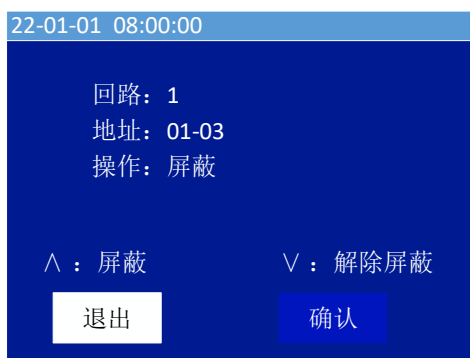 22-01-01 08:00:00
回路：1
地址：01-03
操作：屏蔽
∧：屏蔽 ∨：解除屏蔽
退出 确认